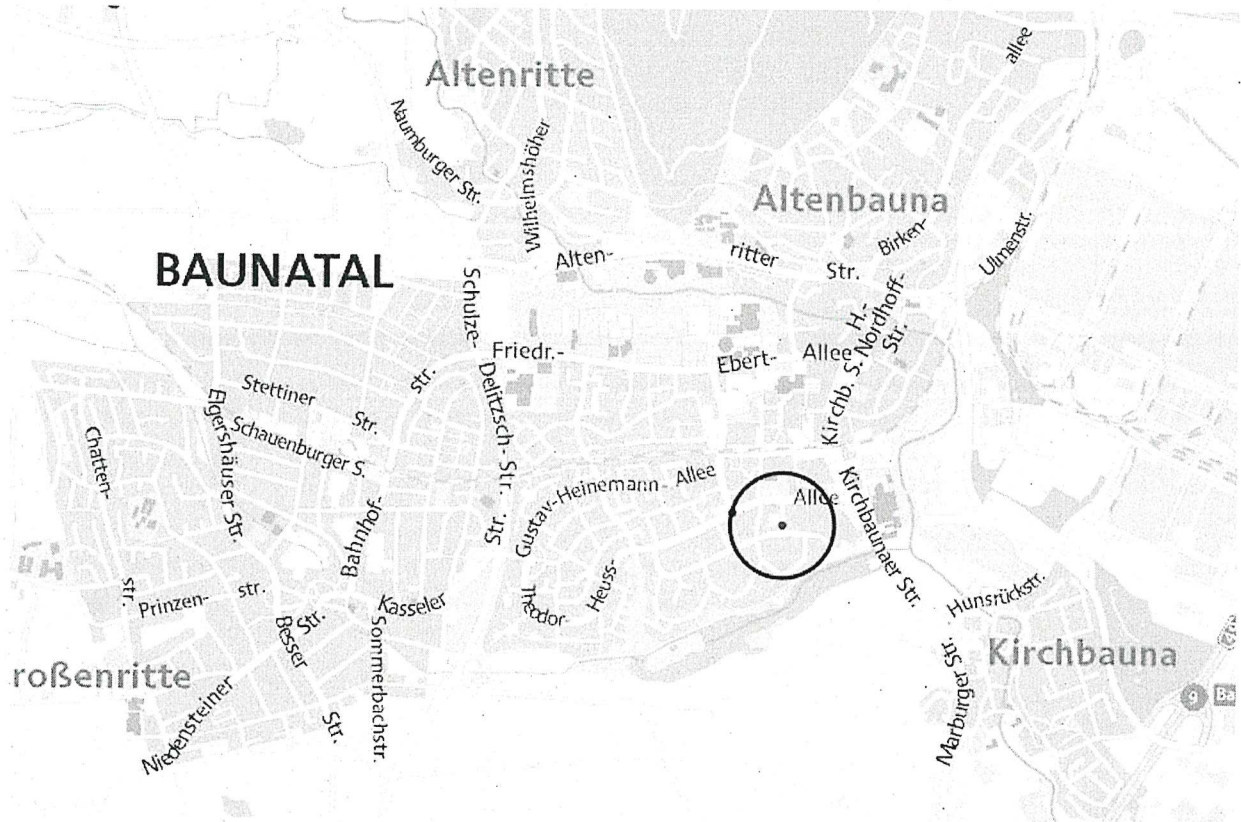 allee
Altenritte
Naumburger Str.
Wilhelmshöher
Altenbauna
Birken-
Ulmenstr.
Alten-
ritter
Str.
BAUNATAL
Schulze-
H.-
Nordhoff-
Str.
Friedr.-
Ebert-
Allee
Kirchb. S.
Delitzsch-
Str.
str.
Stettiner
Str.
Elgershäuser Str.
Schauenburger S.
Chatten-
str.
Gustav-
Heinemann-
Allee
Allee
Kirchbaunaer Str.
Bahnhof-
Str.
Theodor-
Heuss-
Prinzen-
str.
Besser
Str.
Str.
Kasseler
Sommerbachstr.
Hunsrückstr.
Marburger Str.
Kirchbauna
roßenritte
Niedensteiner
9
Ba